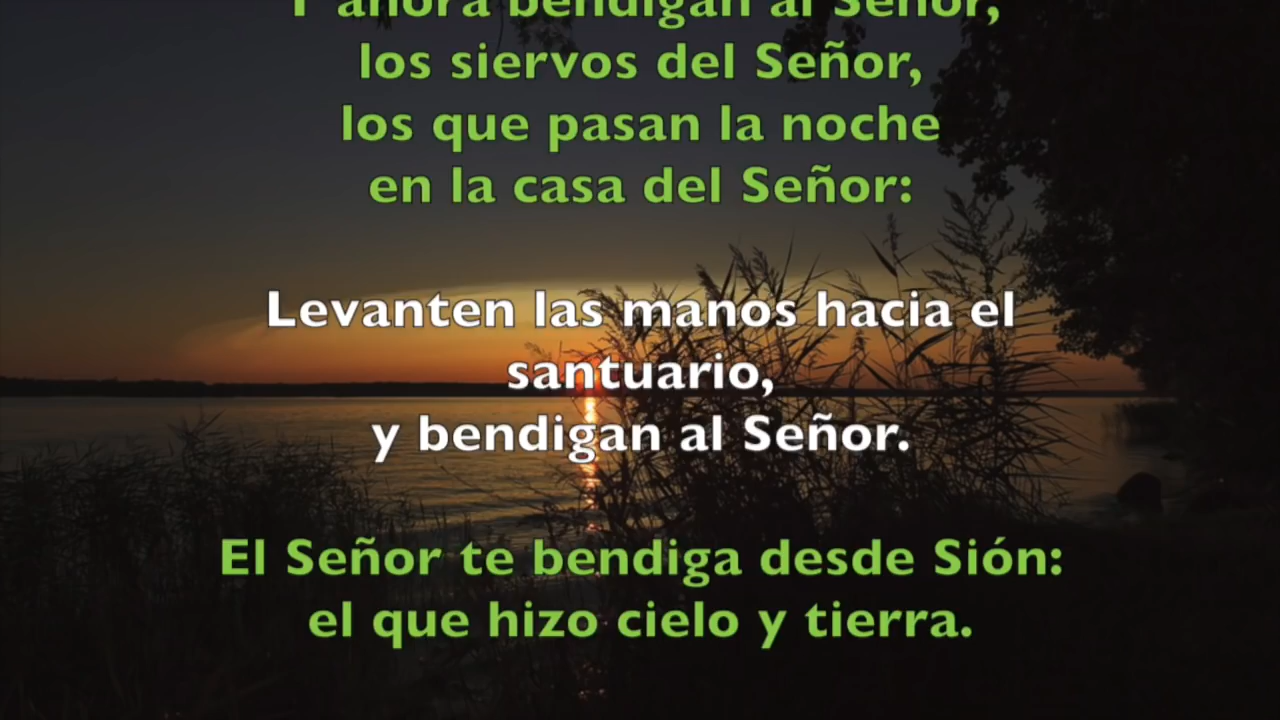 Y ahora bendigan al Señor,
los siervos del Señor,
los que pasan la noche
en la casa del Señor:
Levanten las manos hacia el
santuario,
y bendigan al Señor.
El Señor te bendiga desde Sión:
el que hizo cielo y tierra.